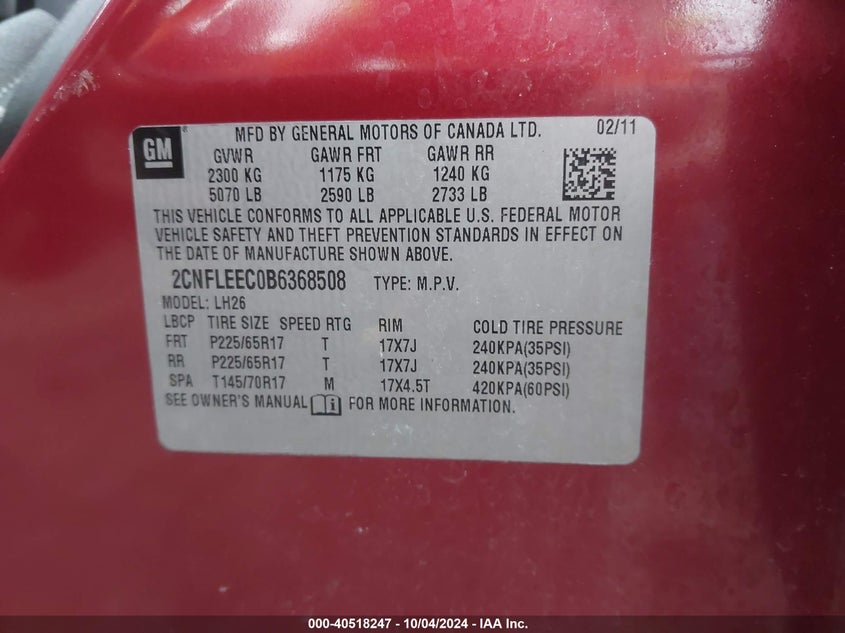 GM ® MFD BY GENERAL MOTORS OF CANADA LTD. 02/11
GVWR GAWR FRT GAWR RR
2300 KG 1175 KG 1240 KG
5070 LB 2590 LB 2733 LB
THIS VEHICLE CONFORMS TO ALL APPLICABLE U.S. FEDERAL MOTOR
VEHICLE SAFETY AND THEFT PREVENTION STANDARDS IN EFFECT ON
THE DATE OF MANUFACTURE SHOWN ABOVE.
2CNFLEEC0B6368508 TYPE: M.P.V.
MODEL: LH26
LBCP TIRE SIZE SPEED RTG RIM COLD TIRE PRESSURE
FRT P225/65R17 T 17X7J 240KPA(35PSI)
RR P225/65R17 T 17X7J 240KPA(35PSI)
SPA T145/70R17 M 17X4.5T 420KPA(60PSI)
SEE OWNER'S MANUAL FOR MORE INFORMATION.
000-40518247 - 10/04/2024 - IAA Inc.